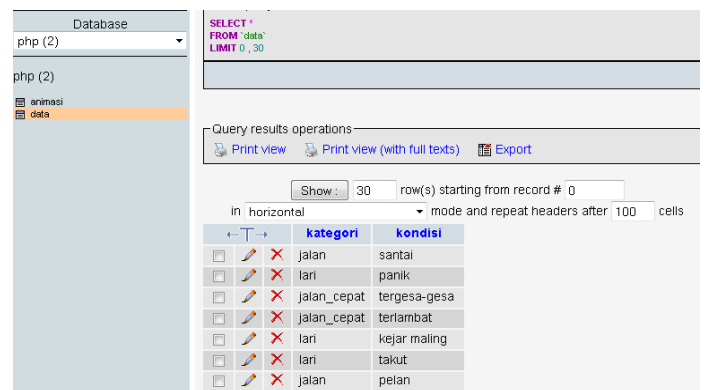 Database
php (2)
php (2)
animasi
data
SELECT *
FROM `data`
LIMIT 0 , 30
Query results operations
Print view Print view (with full texts) Export
Show : 30 row(s) starting from record # 0
in horizontal mode and repeat headers after 100 cells
←T→ kategori kondisi
jalan santai
lari panik
jalan_cepat tergesa-gesa
jalan_cepat terlambat
lari kejar maling
lari takut
jalan pelan